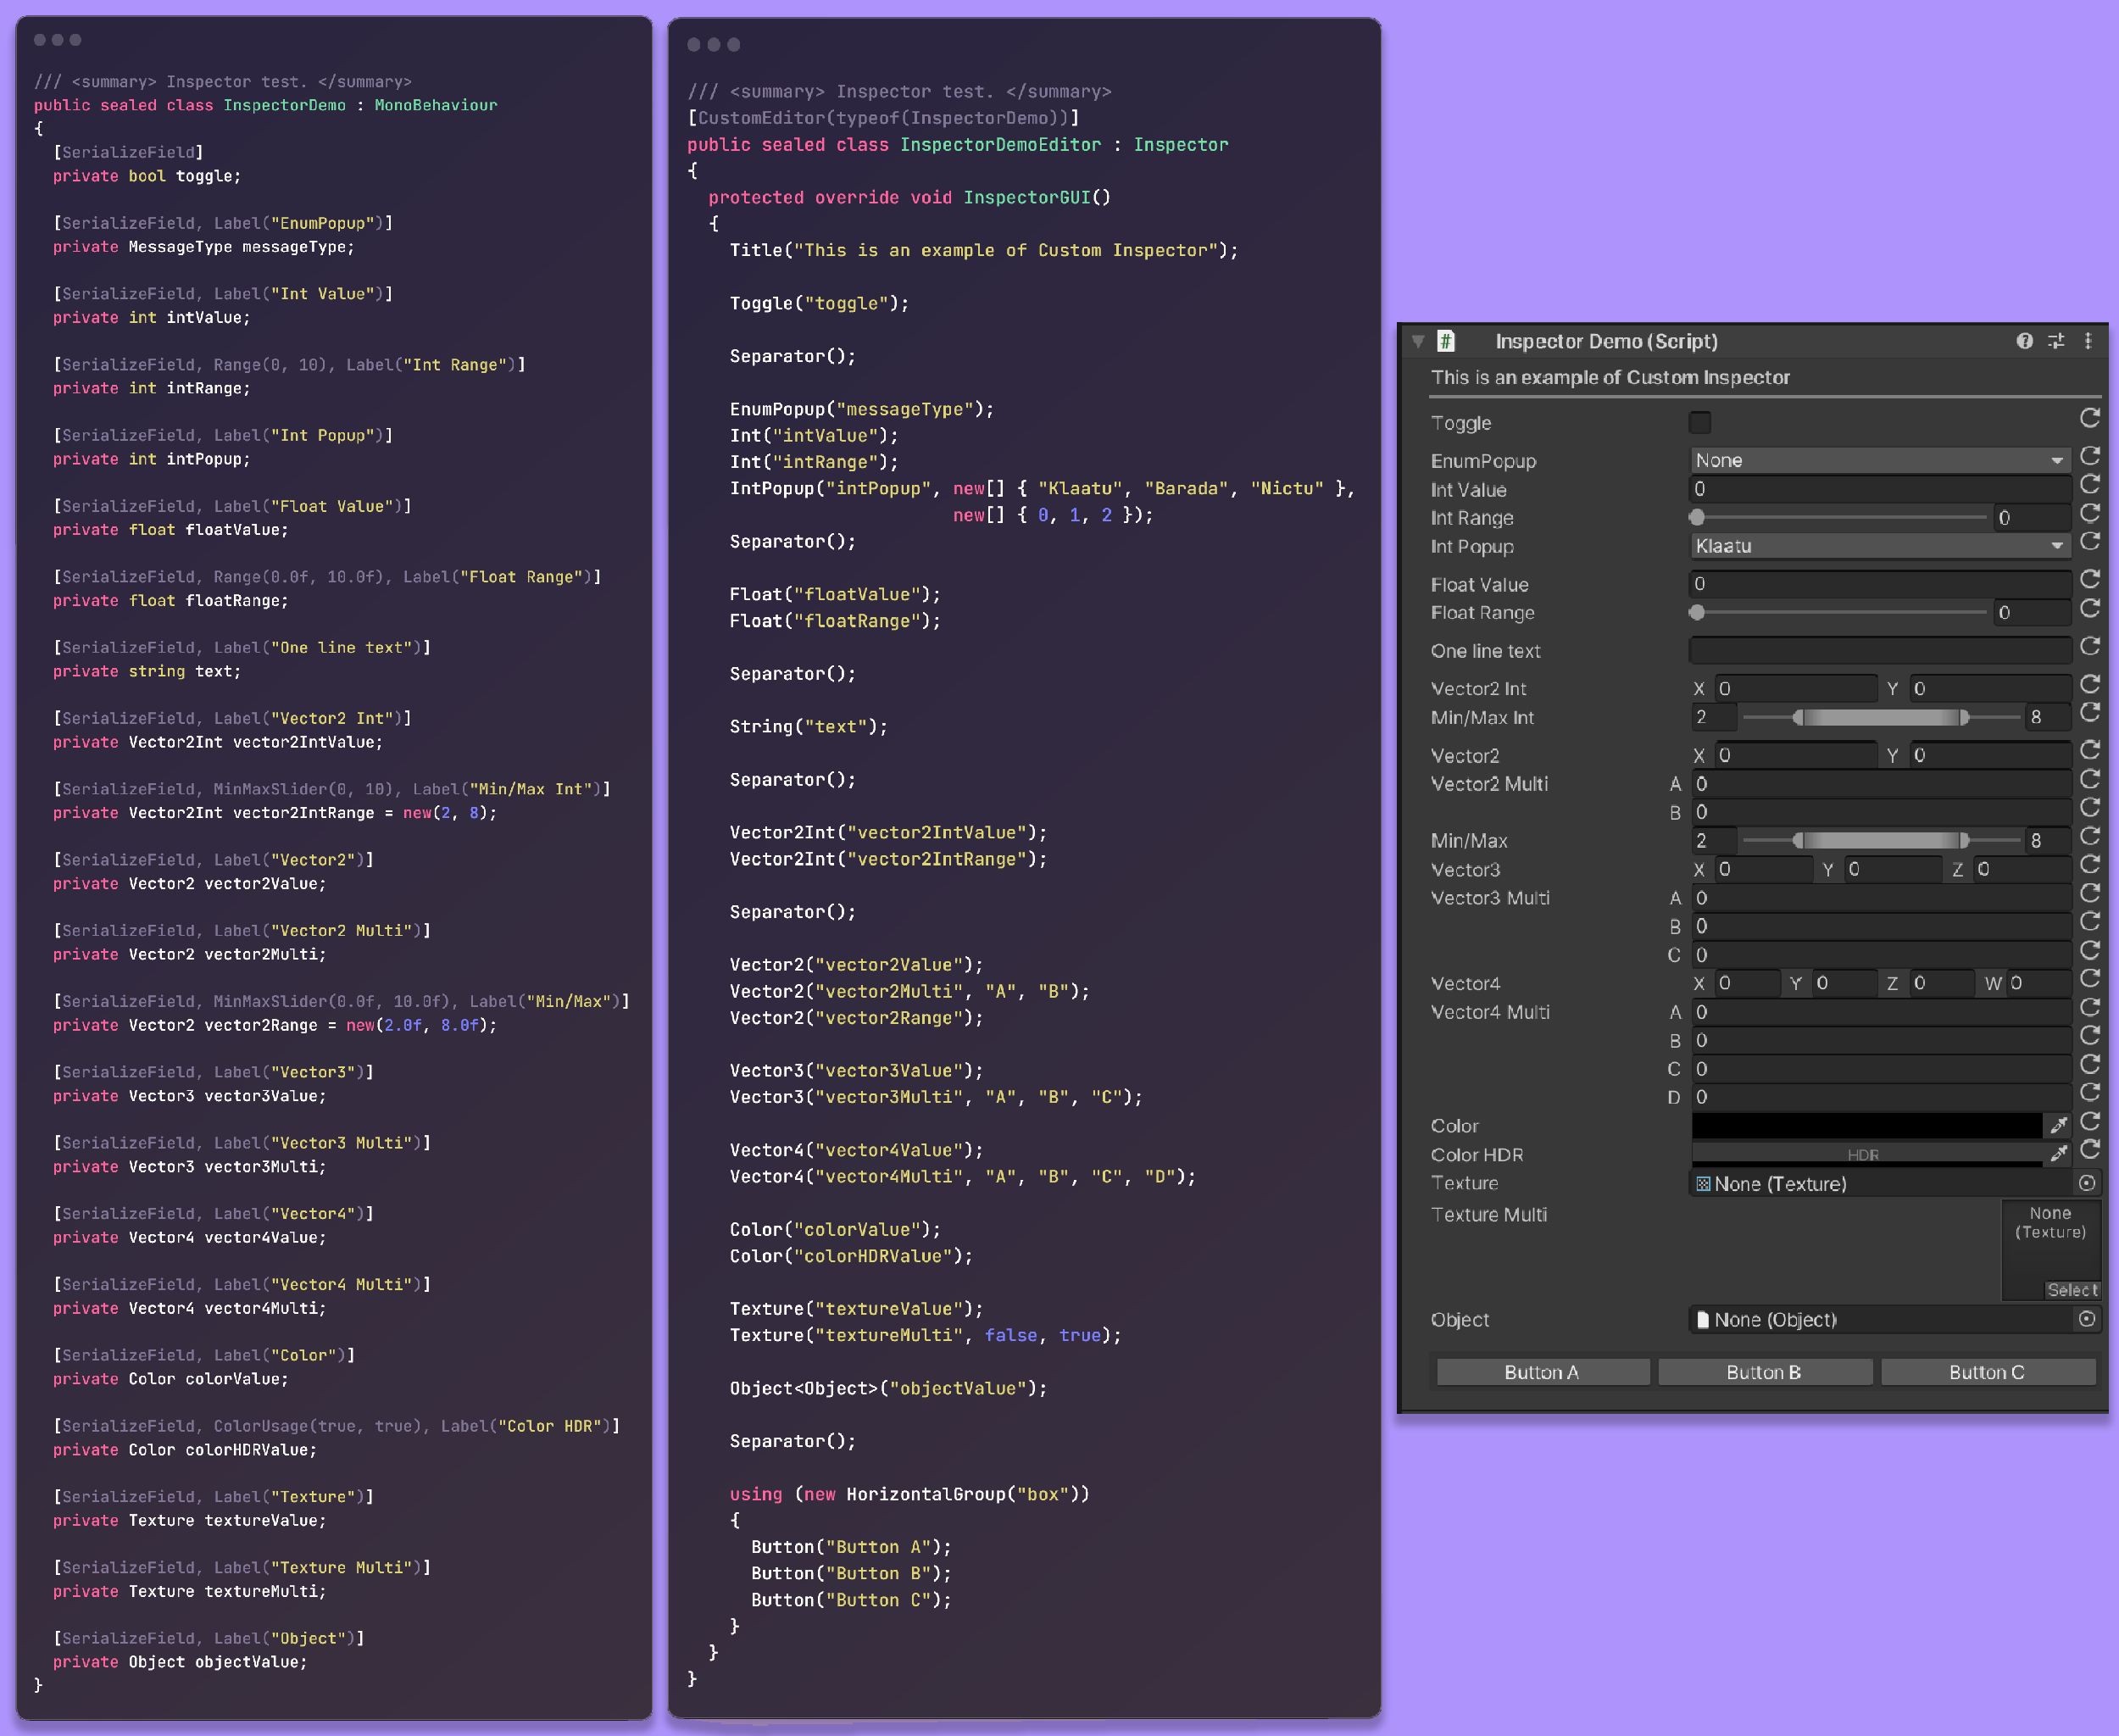 /// <summary> Inspector test. </summary>
public sealed class InspectorDemo : MonoBehaviour
{
  [SerializeField]
  private bool toggle;

  [SerializeField, Label("EnumPopup")]
  private MessageType messageType;

  [SerializeField, Label("Int Value")]
  private int intValue;

  [SerializeField, Range(0, 10), Label("Int Range")]
  private int intRange;

  [SerializeField, Label("Int Popup")]
  private int intPopup;

  [SerializeField, Label("Float Value")]
  private float floatValue;

  [SerializeField, Range(0.0f, 10.0f), Label("Float Range")]
  private float floatRange;

  [SerializeField, Label("One line text")]
  private string text;

  [SerializeField, Label("Vector2 Int")]
  private Vector2Int vector2IntValue;

  [SerializeField, MinMaxSlider(0, 10), Label("Min/Max Int")]
  private Vector2Int vector2IntRange = new(2, 8);

  [SerializeField, Label("Vector2")]
  private Vector2 vector2Value;

  [SerializeField, Label("Vector2 Multi")]
  private Vector2 vector2Multi;

  [SerializeField, MinMaxSlider(0.0f, 10.0f), Label("Min/Max")]
  private Vector2 vector2Range = new(2.0f, 8.0f);

  [SerializeField, Label("Vector3")]
  private Vector3 vector3Value;

  [SerializeField, Label("Vector3 Multi")]
  private Vector3 vector3Multi;

  [SerializeField, Label("Vector4")]
  private Vector4 vector4Value;

  [SerializeField, Label("Vector4 Multi")]
  private Vector4 vector4Multi;

  [SerializeField, Label("Color")]
  private Color colorValue;

  [SerializeField, ColorUsage(true, true), Label("Color HDR")]
  private Color colorHDRValue;

  [SerializeField, Label("Texture")]
  private Texture textureValue;

  [SerializeField, Label("Texture Multi")]
  private Texture textureMulti;

  [SerializeField, Label("Object")]
  private Object objectValue;
}
/// <summary> Inspector test. </summary>
[CustomEditor(typeof(InspectorDemo))]
public sealed class InspectorDemoEditor : Inspector
{
  protected override void InspectorGUI()
  {
    Title("This is an example of Custom Inspector");

    Toggle("toggle");

    Separator();

    EnumPopup("messageType");
    Int("intValue");
    Int("intRange");
    IntPopup("intPopup", new[] { "Klaatu", "Barada", "Nictu" },
                         new[] { 0, 1, 2 });
    Separator();

    Float("floatValue");
    Float("floatRange");

    Separator();

    String("text");

    Separator();

    Vector2Int("vector2IntValue");
    Vector2Int("vector2IntRange");

    Separator();

    Vector2("vector2Value");
    Vector2("vector2Multi", "A", "B");
    Vector2("vector2Range");

    Vector3("vector3Value");
    Vector3("vector3Multi", "A", "B", "C");

    Vector4("vector4Value");
    Vector4("vector4Multi", "A", "B", "C", "D");

    Color("colorValue");
    Color("colorHDRValue");

    Texture("textureValue");
    Texture("textureMulti", false, true);

    Object<Object>("objectValue");

    Separator();

    using (new HorizontalGroup("box"))
    {
      Button("Button A");
      Button("Button B");
      Button("Button C");
    }
  }
}
# Inspector Demo (Script)
This is an example of Custom Inspector
Toggle
EnumPopup None
Int Value 0
Int Range 0
Int Popup Klaatu
Float Value 0
Float Range 0
One line text
Vector2 Int X 0 Y 0
Min/Max Int 2 8
Vector2 X 0 Y 0
Vector2 Multi A 0
B 0
Min/Max 2 8
Vector3 X 0 Y 0 Z 0
Vector3 Multi A 0
B 0
C 0
Vector4 X 0 Y 0 Z 0 W 0
Vector4 Multi A 0
B 0
C 0
D 0
Color
Color HDR HDR
Texture None (Texture)
Texture Multi None
(Texture)
Select
Object None (Object)
Button A Button B Button C